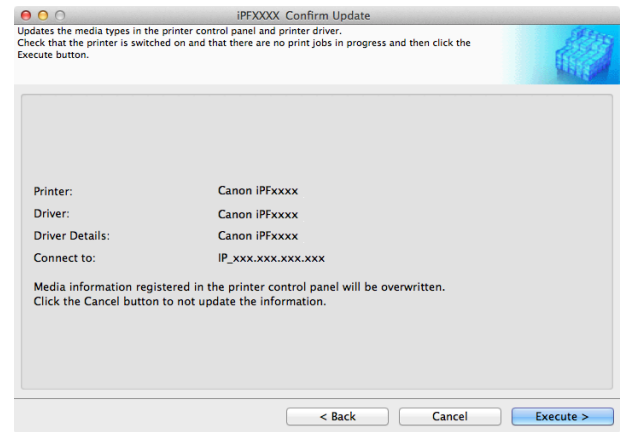 iPFXXXX Confirm Update
Updates the media types in the printer control panel and printer driver.
Check that the printer is switched on and that there are no print jobs in progress and then click the
Execute button.
Printer: Canon iPFxxxx
Driver: Canon iPFxxxx
Driver Details: Canon iPFxxxx
Connect to: IP_xxx.xxx.xxx.xxx
Media information registered in the printer control panel will be overwritten.
Click the Cancel button to not update the information.
< Back Cancel Execute >